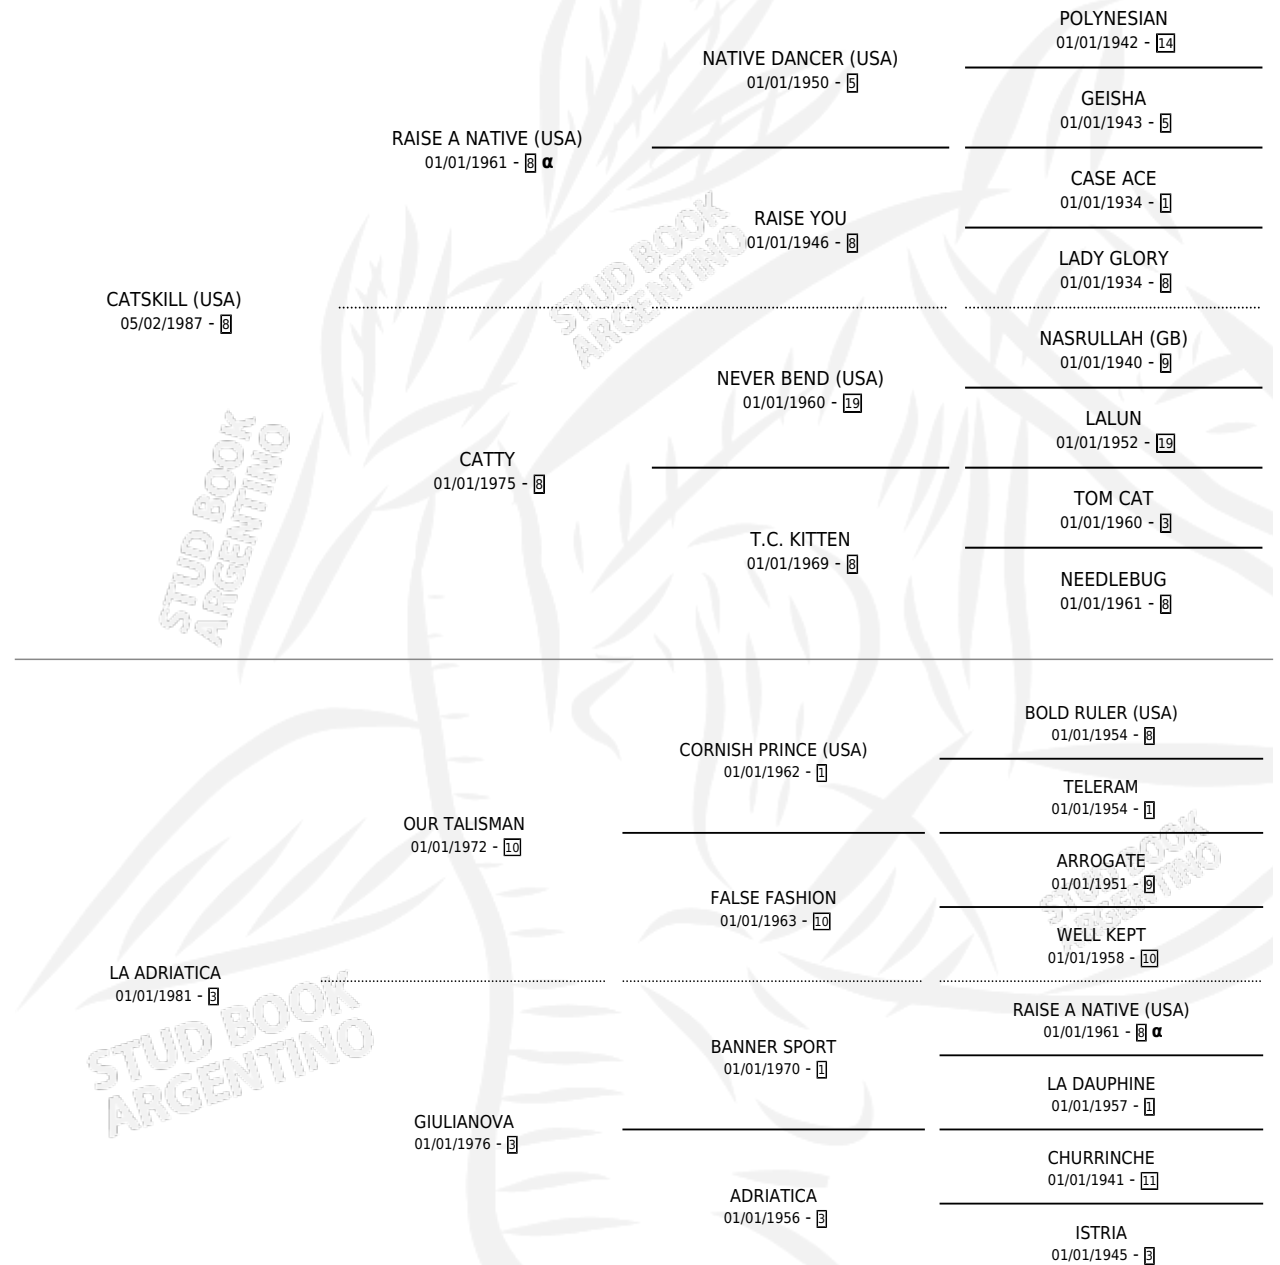 POLYNESIAN
01/01/1942 - 14
NATIVE DANCER (USA)
01/01/1950 - 5
GEISHA
01/01/1943 - 5
RAISE A NATIVE (USA)
01/01/1961 - 8 α
CASE ACE
01/01/1934 - 1
RAISE YOU
01/01/1946 - 8
LADY GLORY
01/01/1934 - 8
CATSKILL (USA)
05/02/1987 - 8
NASRULLAH (GB)
01/01/1940 - 9
NEVER BEND (USA)
01/01/1960 - 19
LALUN
01/01/1952 - 19
CATTY
01/01/1975 - 8
TOM CAT
01/01/1960 - 3
T.C. KITTEN
01/01/1969 - 8
NEEDLEBUG
01/01/1961 - 8
BOLD RULER (USA)
01/01/1954 - 8
CORNISH PRINCE (USA)
01/01/1962 - 1
TELERAM
01/01/1954 - 1
OUR TALISMAN
01/01/1972 - 10
ARROGATE
01/01/1951 - 9
FALSE FASHION
01/01/1963 - 10
WELL KEPT
01/01/1958 - 10
LA ADRIATICA
01/01/1981 - 3
RAISE A NATIVE (USA)
01/01/1961 - 8 α
BANNER SPORT
01/01/1970 - 1
LA DAUPHINE
01/01/1957 - 1
GIULIANOVA
01/01/1976 - 3
CHURRINCHE
01/01/1941 - 11
ADRIATICA
01/01/1956 - 3
ISTRIA
01/01/1945 - 3
STUD BOOK
ARGENTINO
STUD BOOK
ARGENTINO
STUD BOOK
ARGENTINO
STUD BOOK
ARGENTINO